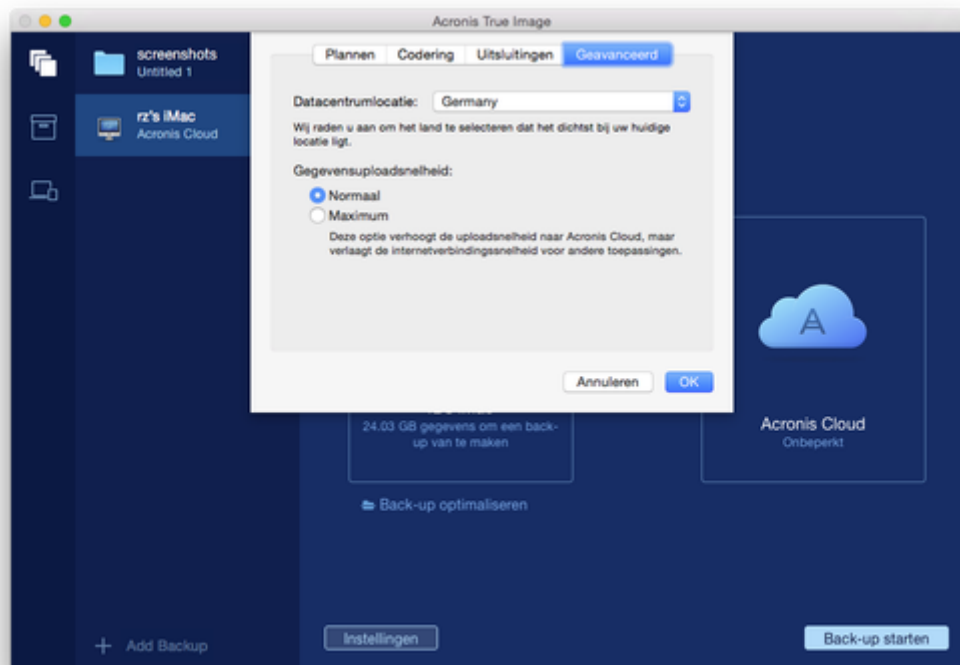 Acronis True Image
screenshots
Untitled 1
rz's iMac
Acronis Cloud
Plannen Codering Uitsluitingen Geavanceerd
Datacentrumlocatie: Germany
Wij raden u aan om het land te selecteren dat het dichtst bij uw huidige
locatie ligt.
Gegevensuploadsnelheid:
Normaal
Maximum
Deze optie verhoogt de uploadsnelheid naar Acronis Cloud, maar
verlaagt de internetverbindingssnelheid voor andere toepassingen.
Annuleren OK
24.03 GB gegevens om een back-
up van te maken
Acronis Cloud
Onbeperkt
Back-up optimaliseren
Add Backup
Instellingen
Back-up starten